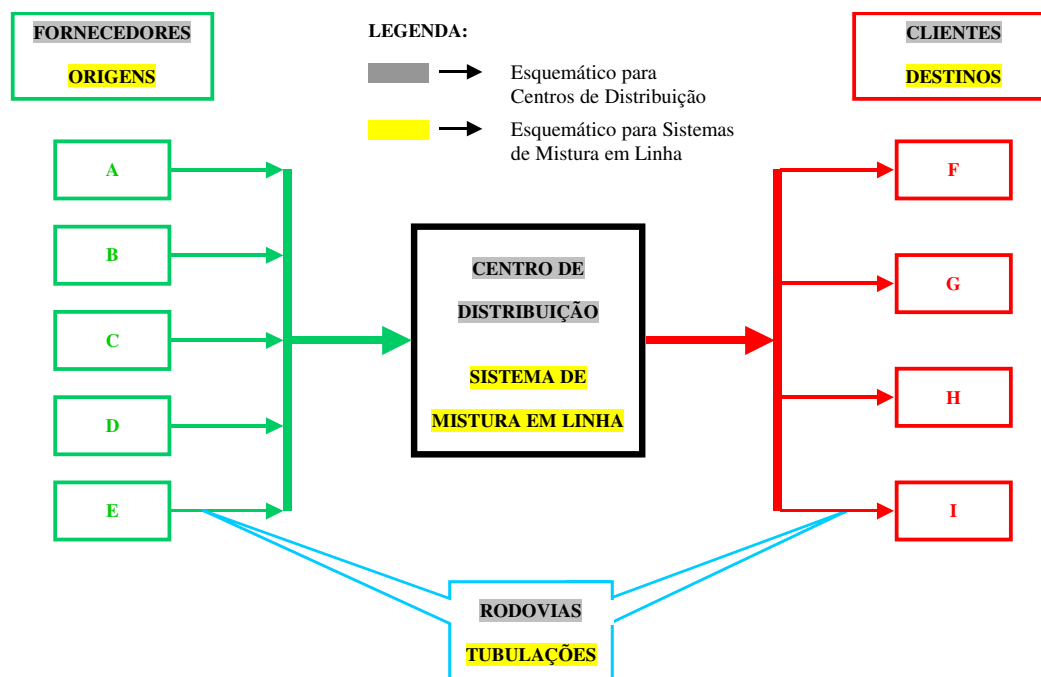 FORNECEDORES
ORIGENS
LEGENDA:
Esquemático para
Centros de Distribuição
Esquemático para Sistemas
de Mistura em Linha
CLIENTES
DESTINOS
A
B
C
D
E
CENTRO DE
DISTRIBUIÇÃO
SISTEMA DE
MISTURA EM LINHA
F
G
H
I
RODOVIAS
TUBULAÇÕES